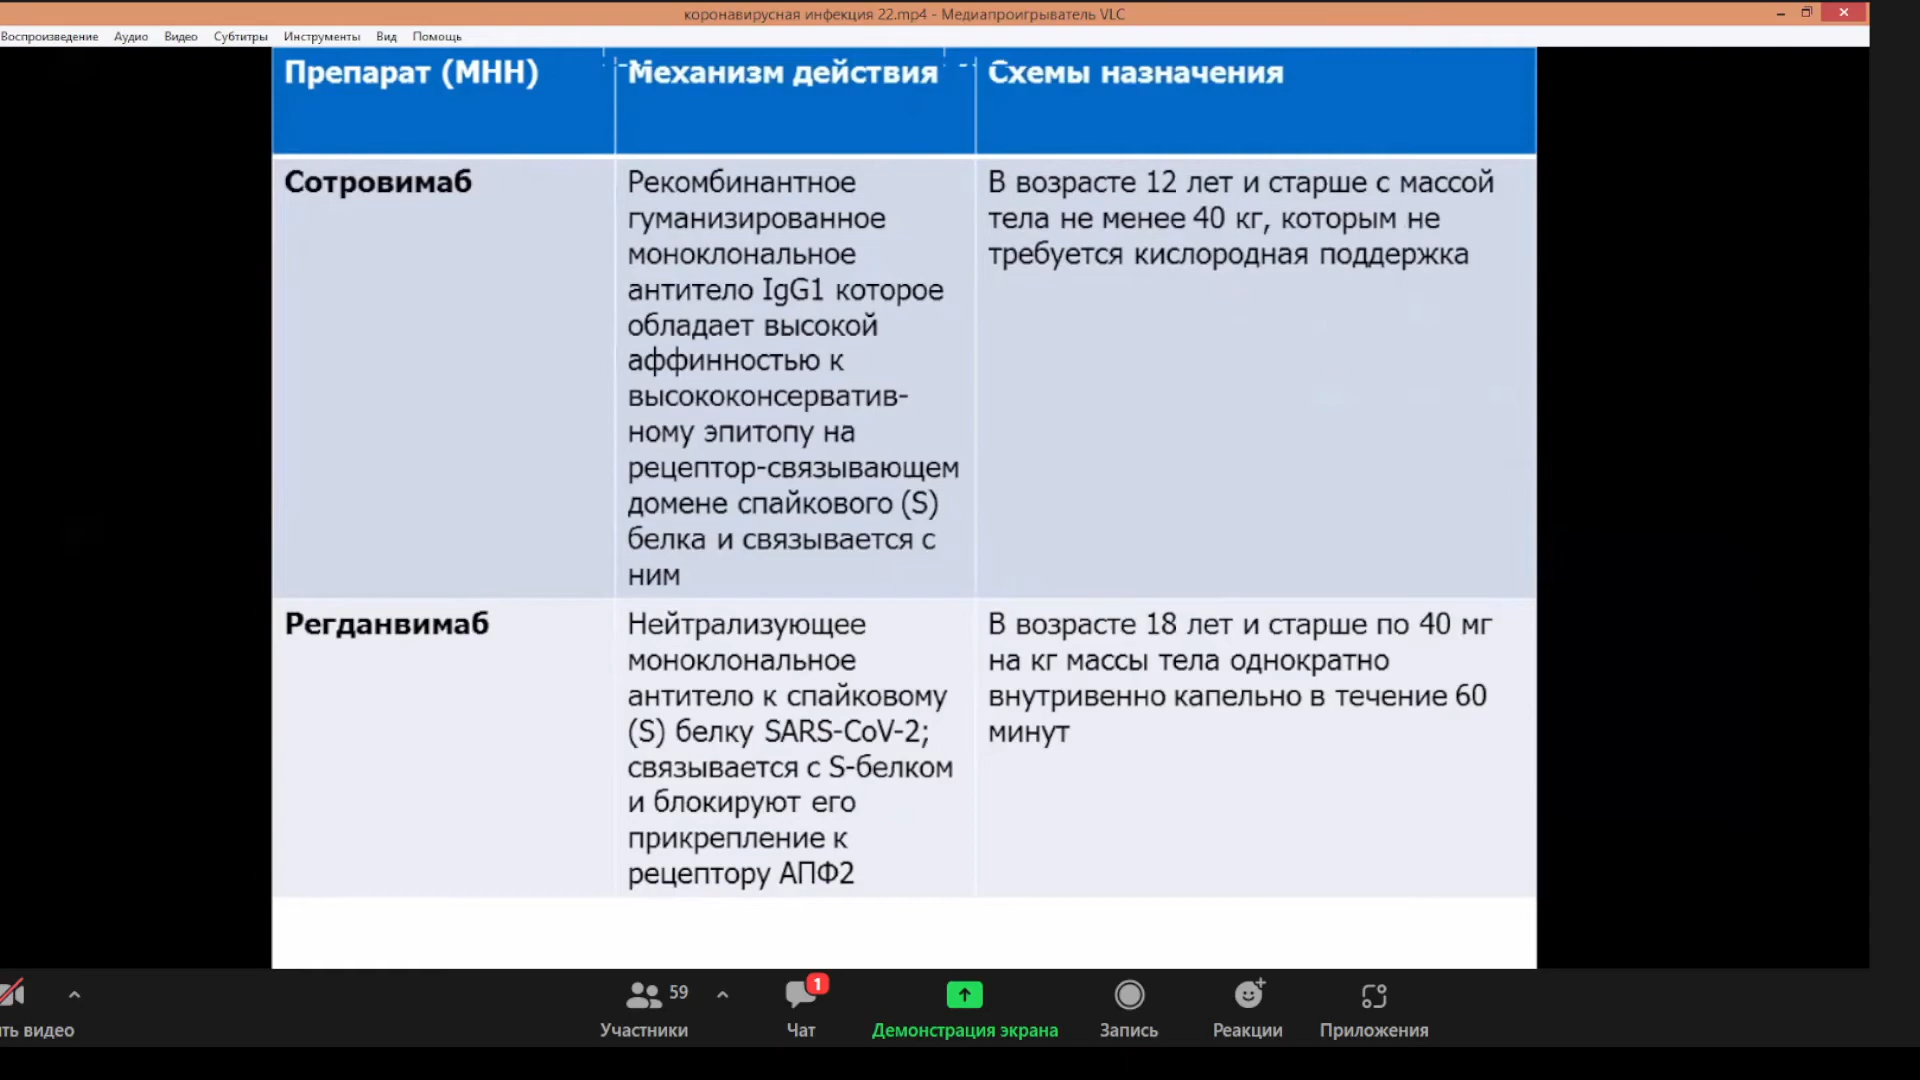 коронавирусная инфекция 22.mp4 - Медиапроигрыватель VLC
Воспроизведение Аудио Видео Субтитры Инструменты Вид Помощь
Препарат (МНН)
Механизм действия
Схемы назначения
Сотровимаб
Рекомбинантное
гуманизированное
моноклональное
антитело IgG1 которое
обладает высокой
аффинностью к
высококонсерватив-
ному эпитопу на
рецептор-связывающем
домене спайкового (S)
белка и связывается с
ним
В возрасте 12 лет и старше с массой
тела не менее 40 кг, которым не
требуется кислородная поддержка
Регданвимаб
Нейтрализующее
моноклональное
антитело к спайковому
(S) белку SARS-CoV-2;
связывается с S-белком
и блокируют его
прикрепление к
рецептору АПФ2
В возрасте 18 лет и старше по 40 мг
на кг массы тела однократно
внутривенно капельно в течение 60
минут
59
1
ть видео
Участники
Чат
Демонстрация экрана
Запись
Реакции
Приложения